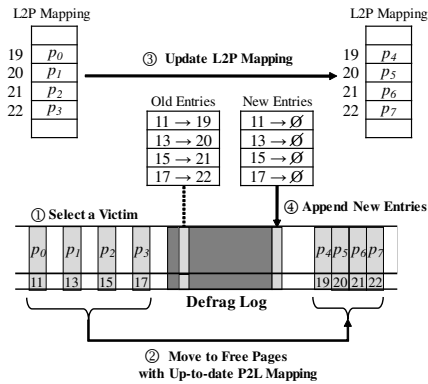 L2P Mapping
L2P Mapping
19 p0
20 p1
21 p2
22 p3
③ Update L2P Mapping
19 p4
20 p5
21 p6
22 p7
Old Entries
New Entries
11 → 19
13 → 20
15 → 21
17 → 22
11 → Ø
13 → Ø
15 → Ø
17 → Ø
① Select a Victim
④ Append New Entries
p0 p1 p2 p3
p4 p5 p6 p7
11 13 15 17
19 20 21 22
Defrag Log
② Move to Free Pages
with Up-to-date P2L Mapping